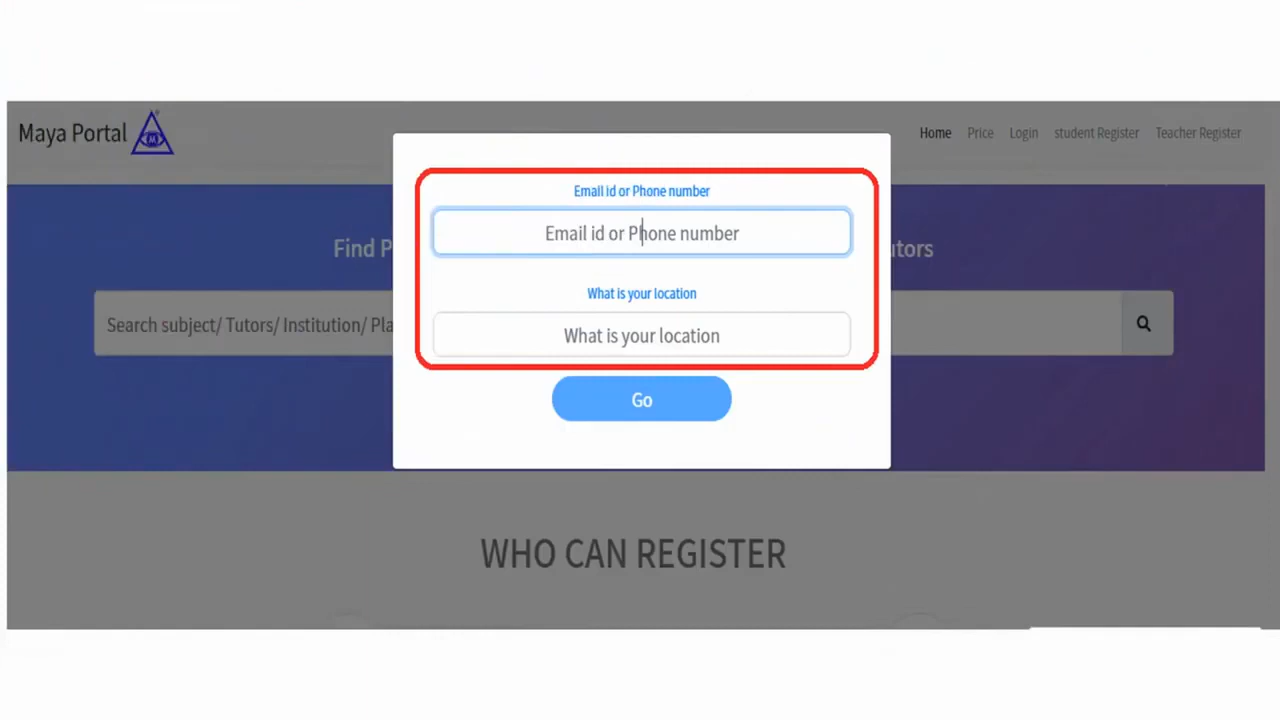 Maya Portal
M
Home Price Login student Register Teacher Register
Email id or Phone number
Email id or Phone number
Find P
utors
What is your location
Search subject/ Tutors/ Institution/ Pla
What is your location
Go
WHO CAN REGISTER